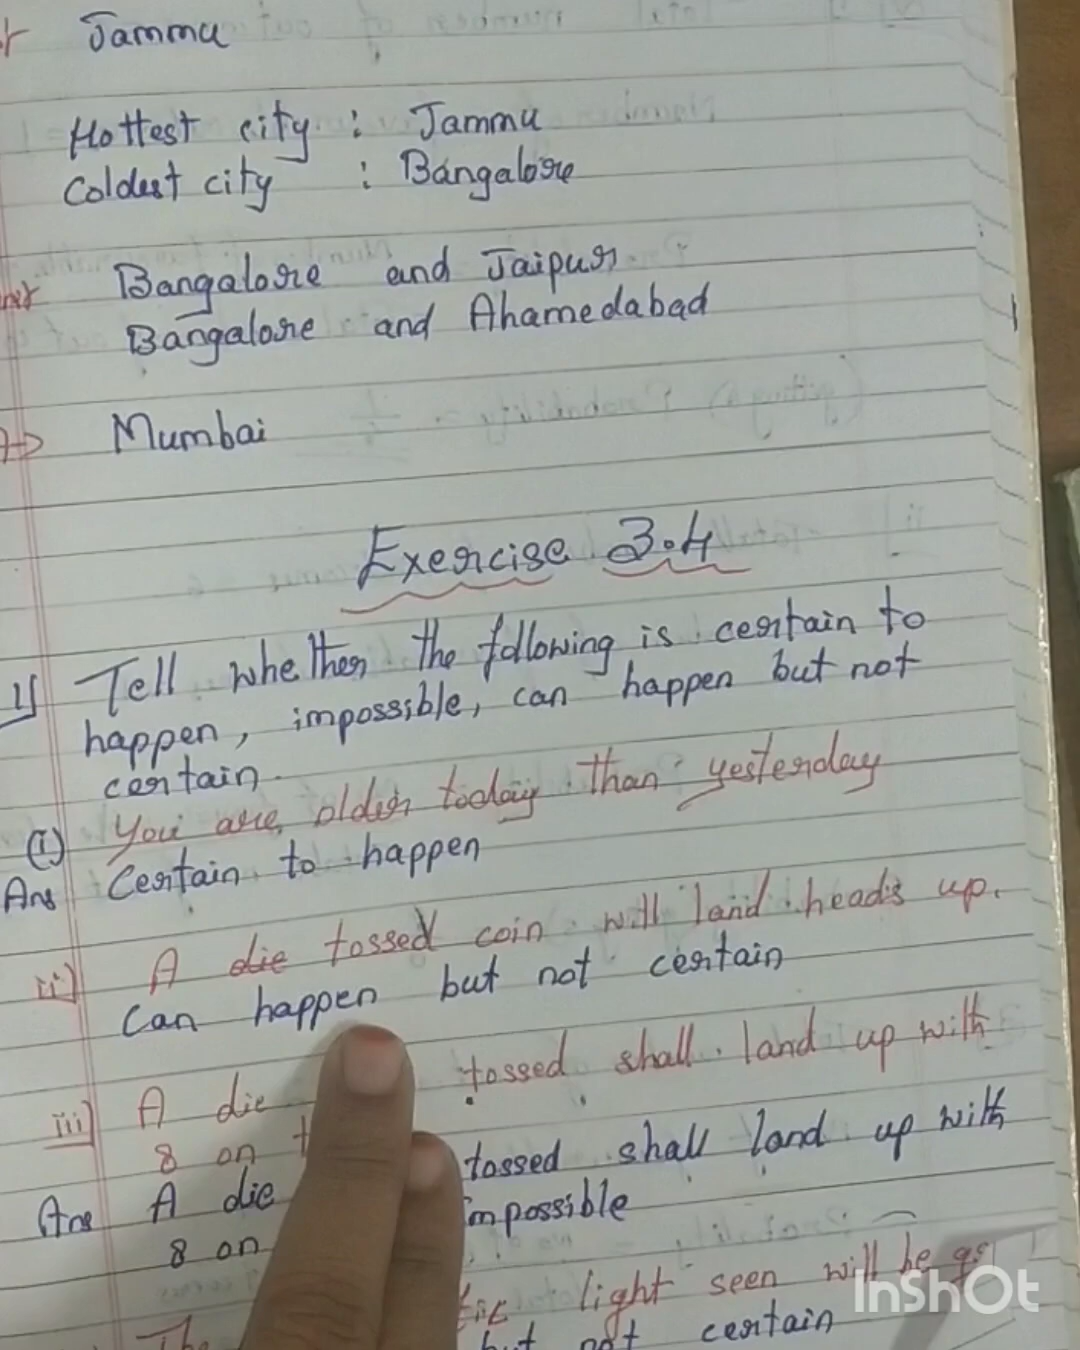 Jammu
Hottest city : Jammu
Coldest city : Bangalore
Bangalore and Jaipur
Bangalore and Ahamedabad
Mumbai
Exercise 3.4
1] Tell whether the following is certain to
happen, impossible, can happen but not
certain.
(i) You are older today than yesterday
Ans Certain to happen
ii) A die tossed coin will land heads up.
Can happen but not certain
iii] A die tossed shall land up with
8 on
Ans A die tossed shall land up with
8 on impossible
light seen will be
but not certain
InShOt